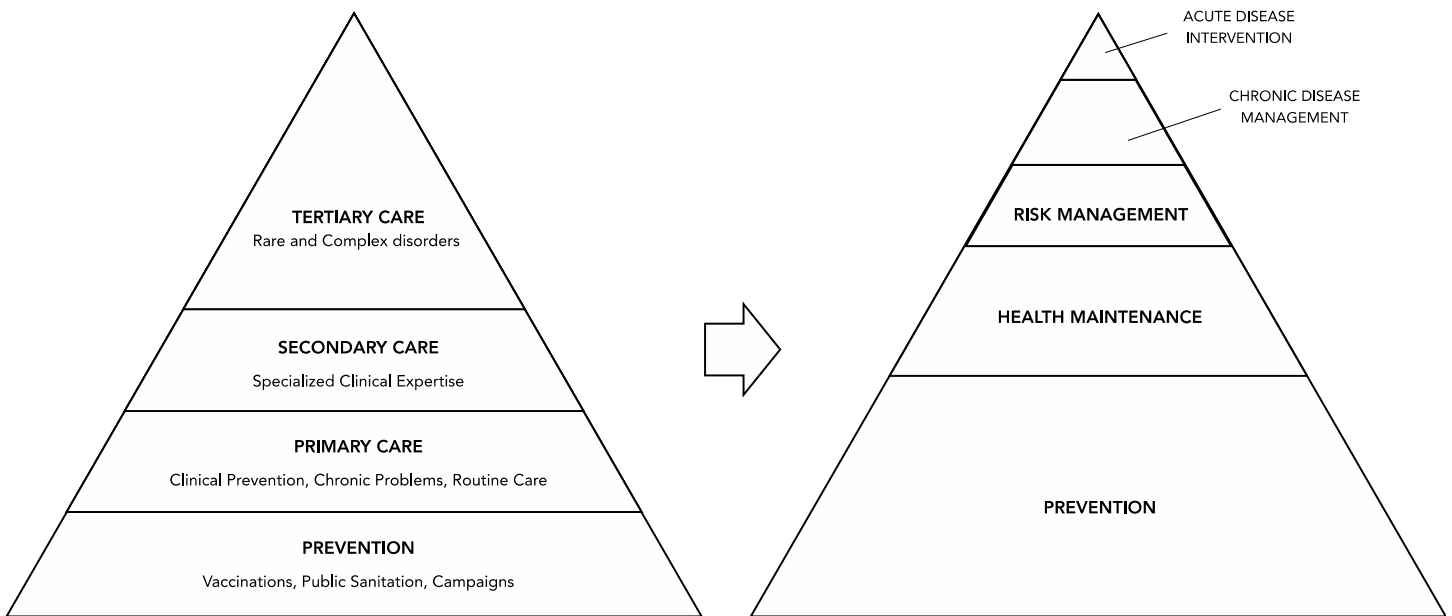 TERTIARY CARE
Rare and Complex disorders
SECONDARY CARE
Specialized Clinical Expertise
PRIMARY CARE
Clinical Prevention, Chronic Problems, Routine Care
PREVENTION
Vaccinations, Public Sanitation, Campaigns
ACUTE DISEASE
INTERVENTION
CHRONIC DISEASE
MANAGEMENT
RISK MANAGEMENT
HEALTH MAINTENANCE
PREVENTION